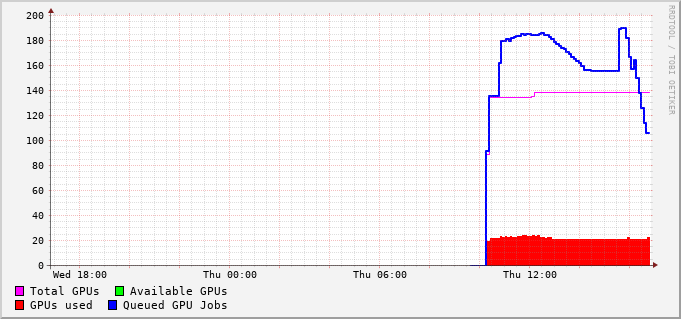 200
180
160
140
120
100
80
60
40
20
0
Wed 18:00 Thu 00:00 Thu 06:00 Thu 12:00
Total GPUs Available GPUs
GPUs used Queued GPU Jobs
RRDTOOL / TOBI OETIKER